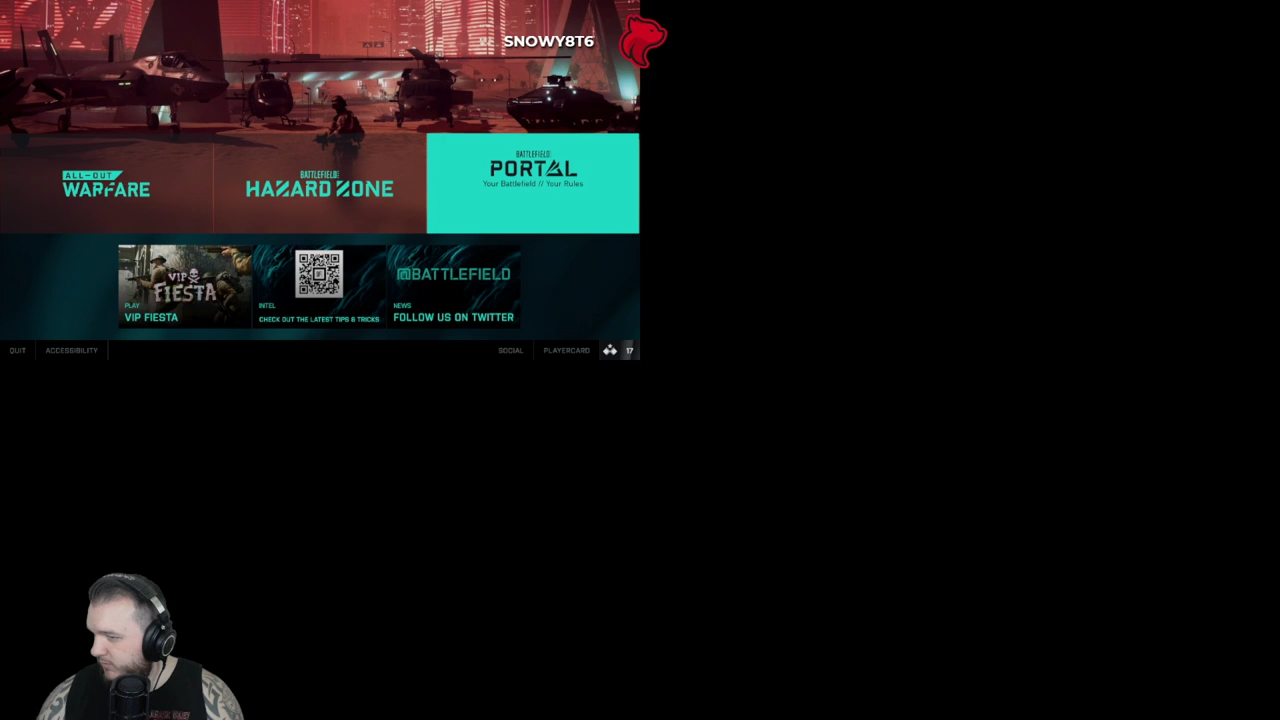 SNOWY8T6
ALL-OUT
WARFARE
BATTLEFIELD
HAZARD ZONE
BATTLEFIELD
PORTAL
Your Battlefield // Your Rules
VIP
FIESTA
PLAY
VIP FIESTA
INTEL
CHECK OUT THE LATEST TIPS & TRICKS
@BATTLEFIELD
NEWS
FOLLOW US ON TWITTER
QUIT
ACCESSIBILITY
SOCIAL
PLAYERCARD
17